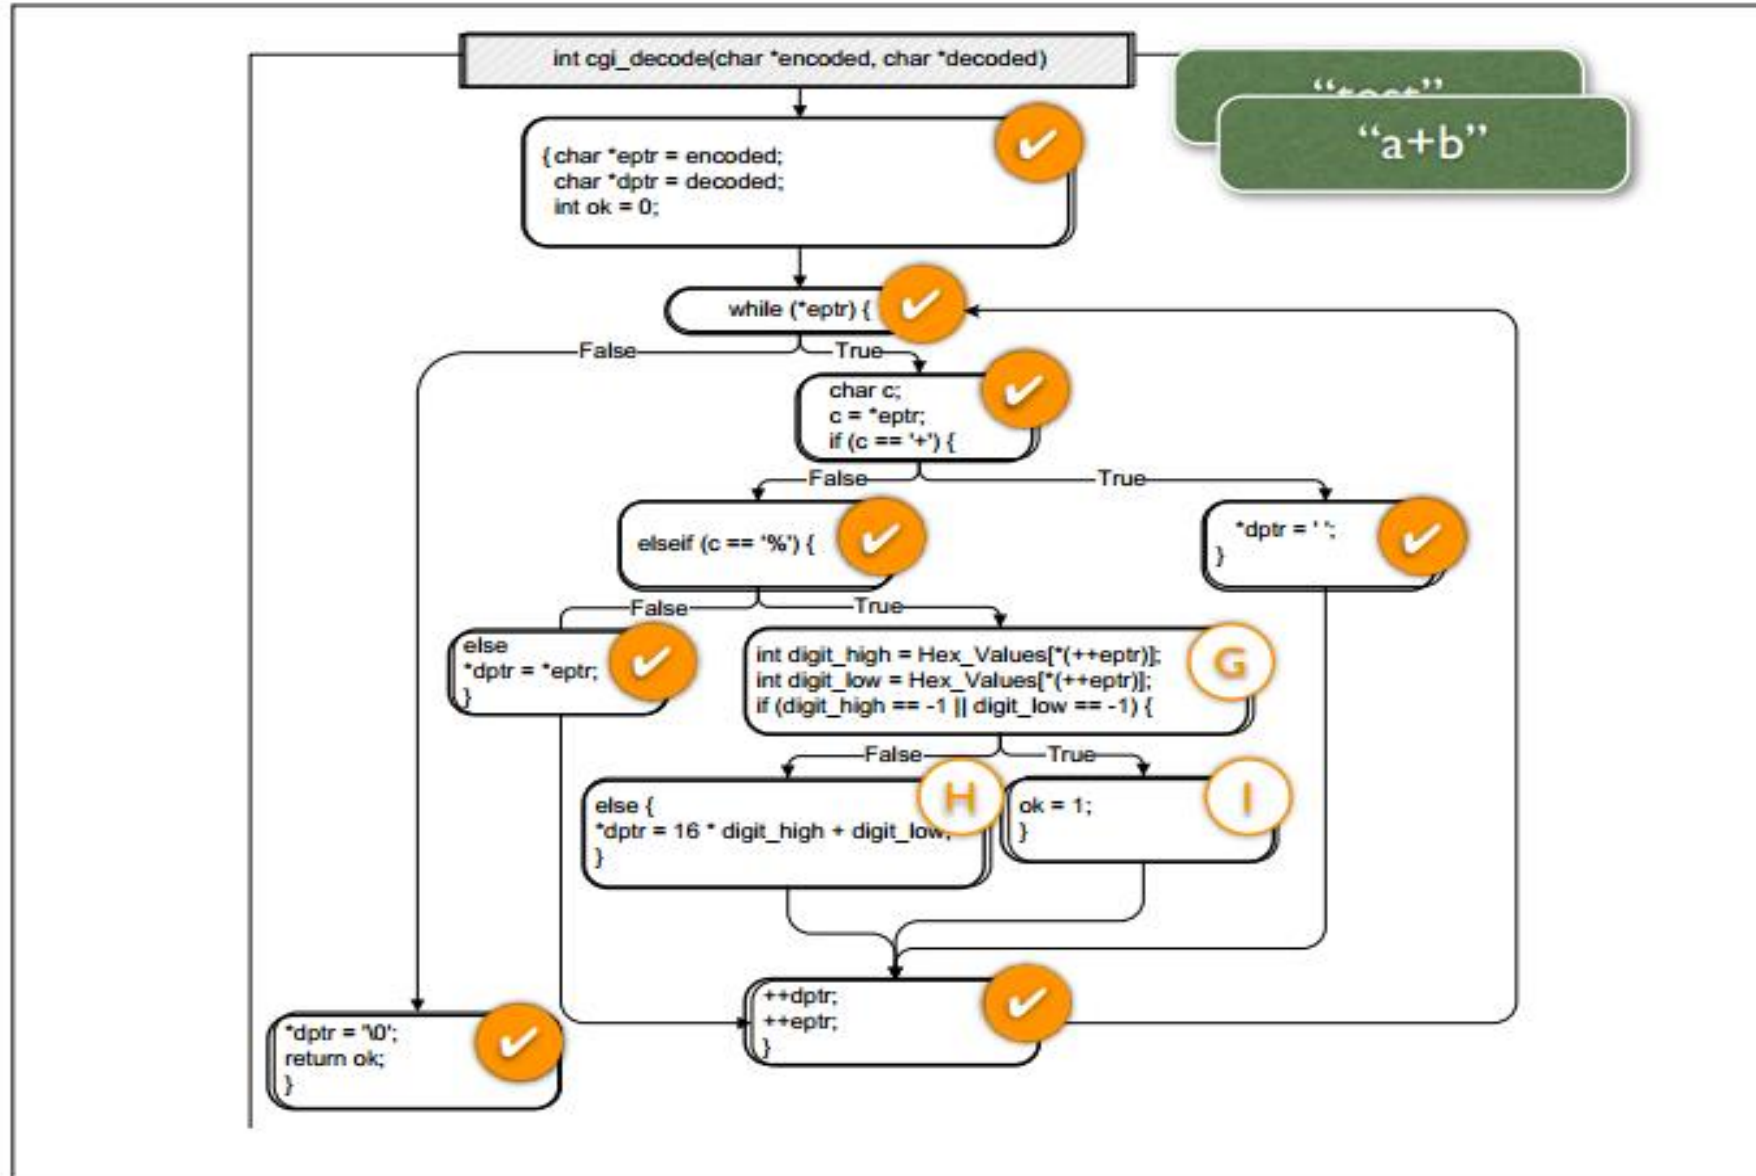 int cgi_decode(char *encoded, char *decoded)
“test”
“a+b”
{char *eptr = encoded;
char *dptr = decoded;
int ok = 0;
while (*eptr) {
False
True
char c;
c = *eptr;
if (c == '+') {
False
True
elseif (c == '%') {
*dptr = ' ';
}
False
True
else
*dptr = *eptr;
}
int digit_high = Hex_Values[*(++eptr)];
int digit_low = Hex_Values[*(++eptr)];
if (digit_high == -1 || digit_low == -1) {
G
False
True
else {
*dptr = 16 * digit_high + digit_low;
}
H
ok = 1;
}
I
++dptr;
++eptr;
}
*dptr = '\0';
return ok;
}